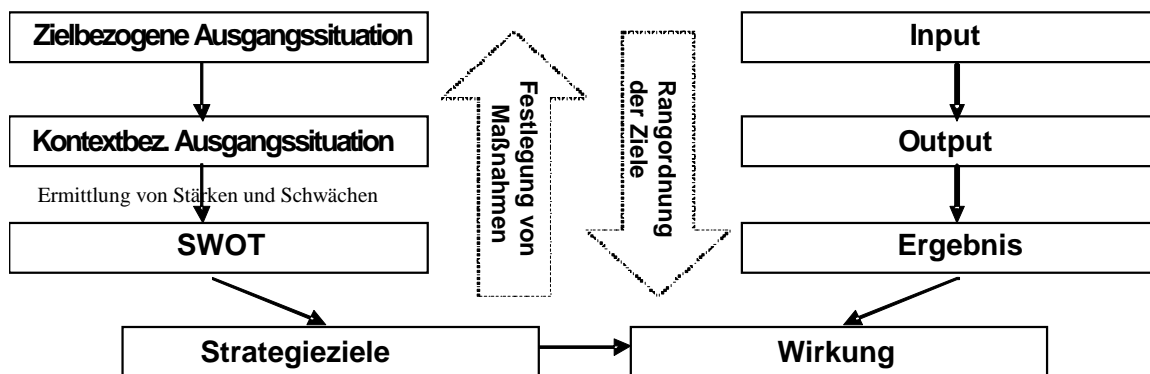 Zielbezogene Ausgangssituation
Kontextbez. Ausgangssituation
Ermittlung von Stärken und Schwächen
SWOT
Strategieziele
Festlegung von
Maßnahmen
Rangordnung
der Ziele
Input
Output
Ergebnis
Wirkung